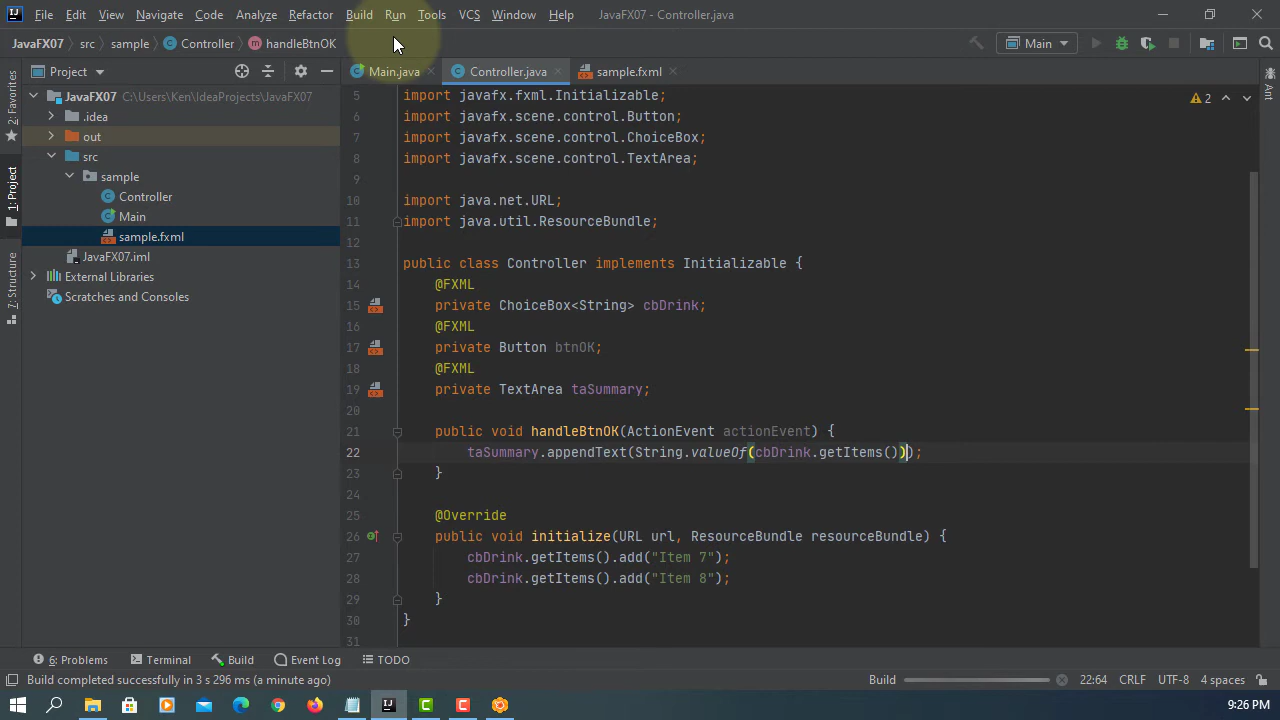 File Edit View Navigate Code Analyze Refactor Build Run Tools VCS Window Help JavaFX07 - Controller.java
JavaFX07 src sample Controller handleBtnOK Main
Project Main.java Controller.java sample.fxml
JavaFX07 C:\Users\Ken\IdeaProjects\JavaFX07
.idea
out
src
sample
Controller
Main
sample.fxml
JavaFX07.iml
External Libraries
Scratches and Consoles
2: Favorites
1: Project
7: Structure
5 import javafx.fxml.Initializable;
6 import javafx.scene.control.Button;
7 import javafx.scene.control.ChoiceBox;
8 import javafx.scene.control.TextArea;
9
10 import java.net.URL;
11 import java.util.ResourceBundle;
12
13 public class Controller implements Initializable {
14 @FXML
15 private ChoiceBox<String> cbDrink;
16 @FXML
17 private Button btnOK;
18 @FXML
19 private TextArea taSummary;
20
21 public void handleBtnOK(ActionEvent actionEvent) {
22 taSummary.appendText(String.valueOf(cbDrink.getItems()));
23 }
24
25 @Override
26 public void initialize(URL url, ResourceBundle resourceBundle) {
27 cbDrink.getItems().add("Item 7");
28 cbDrink.getItems().add("Item 8");
29 }
30 }
31
2
Ant
6: Problems Terminal Build Event Log TODO
Build completed successfully in 3 s 296 ms (a minute ago) Build 22:64 CRLF UTF-8 4 spaces
9:26 PM